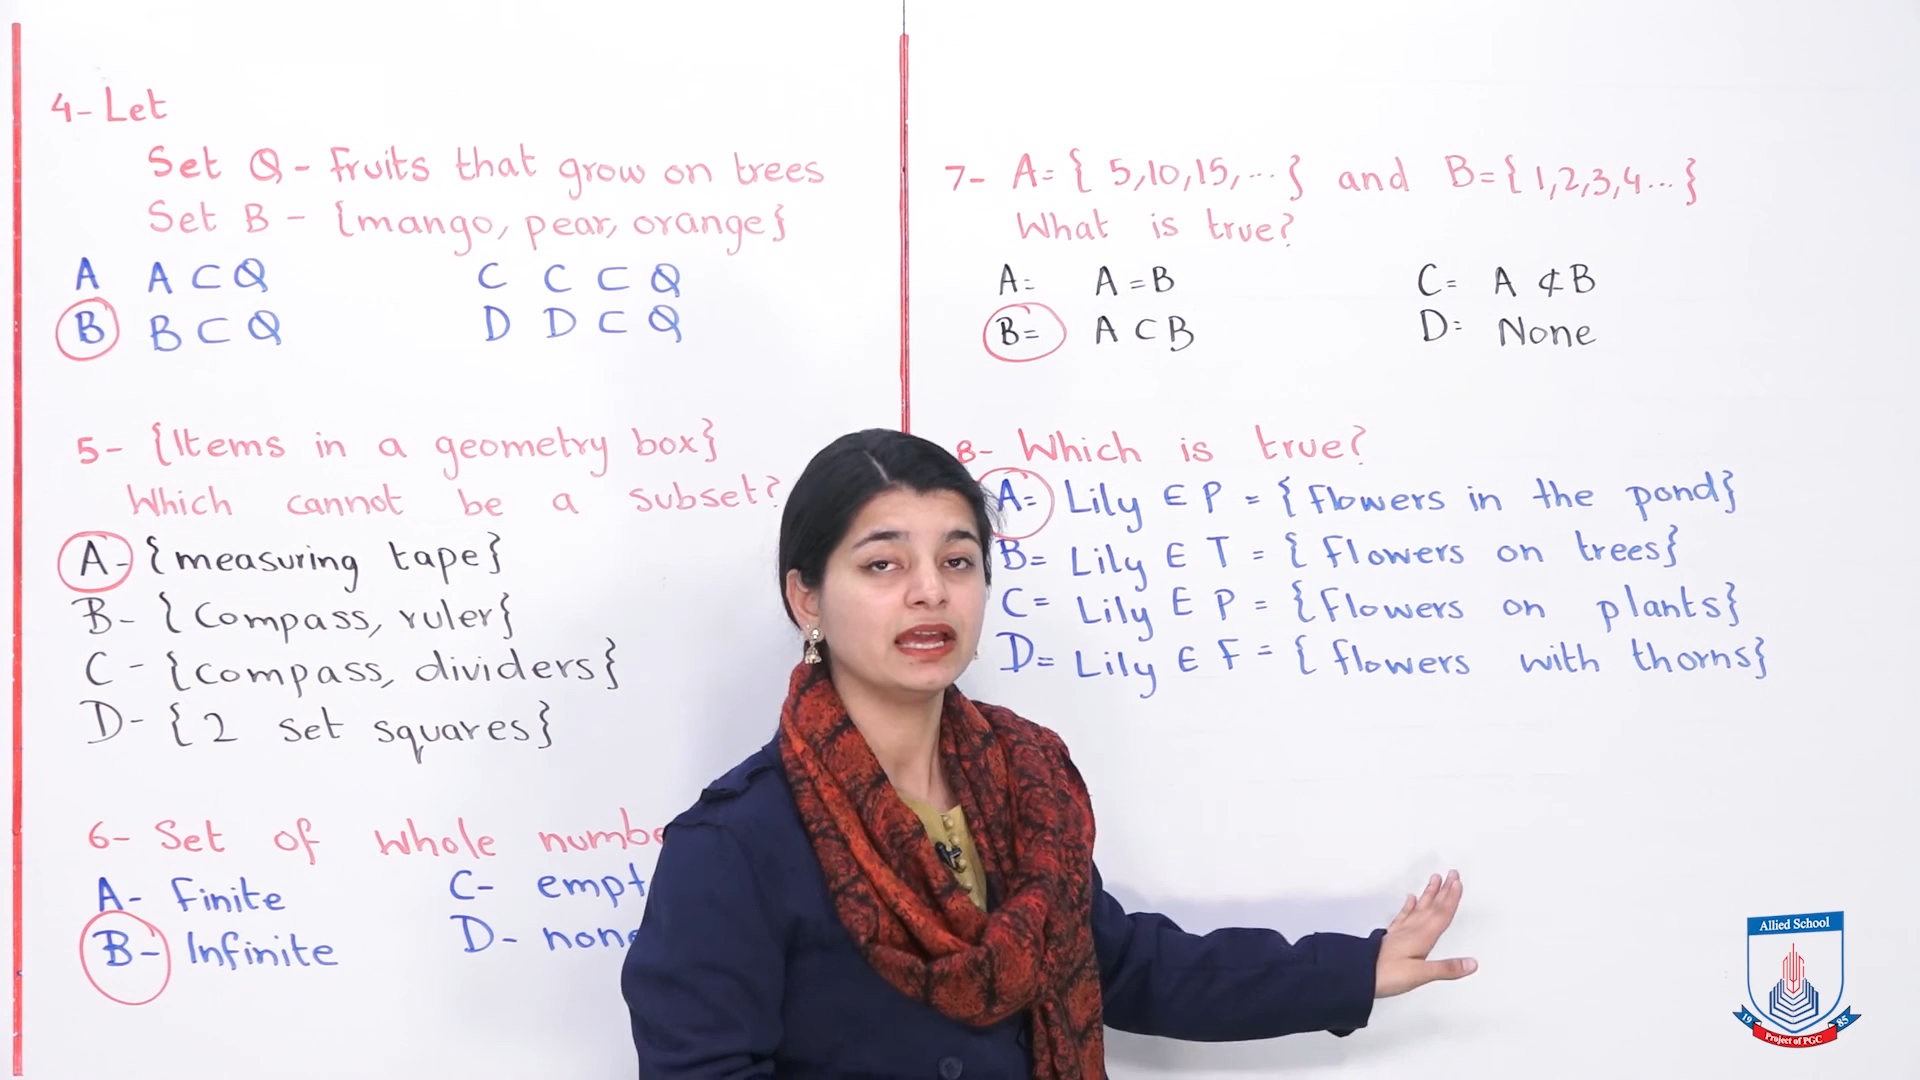 4- Let
Set Q - fruits that grow on trees
Set B - {mango, pear, orange}
A A ⊂ Q C C ⊂ Q
B B ⊂ Q D D ⊂ Q
5- {Items in a geometry box}
Which cannot be a subset?
A- {measuring tape}
B- {Compass, ruler}
C- {compass, dividers}
D- {2 set squares}
6- Set of whole
A- Finite C-
B- Infinite D-
7- A= { 5,10,15,... } and B={ 1,2,3,4...}
What is true?
A= A = B C= A ⊄ B
B= A ⊂ B D= None
8- Which is true?
A= Lily ∈ P = {flowers in the pond}
B= Lily ∈ T = { flowers on trees}
C= Lily ∈ P = {flowers on plants}
D= Lily ∈ F = { flowers with thorns}
Allied School
19 85
Project of PGC